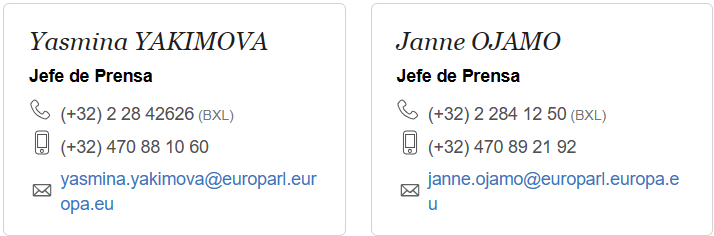 Yasmina YAKIMOVA
Jefe de Prensa
(+32) 2 28 42626 (BXL)
(+32) 470 88 10 60
yasmina.yakimova@europarl.eur
opa.eu
Janne OJAMO
Jefe de Prensa
(+32) 2 284 12 50 (BXL)
(+32) 470 89 21 92
janne.ojamo@europarl.europa.e
u